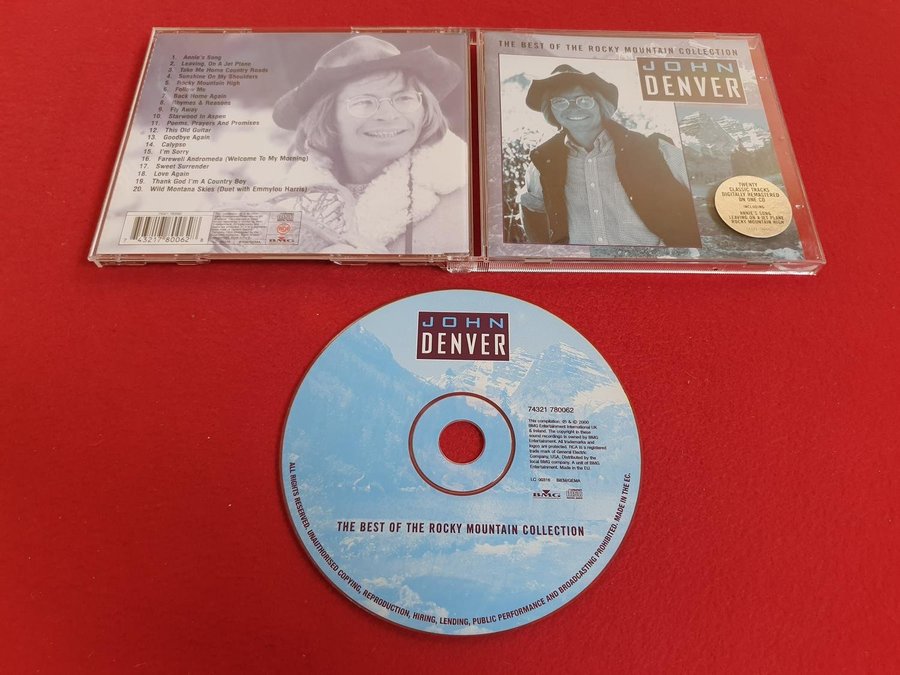 1. Annie's Song
2. Leaving, On A Jet Plane
3. Take Me Home Country Roads
4. Sunshine On My Shoulders
5. Rocky Mountain High
6. Follow Me
7. Back Home Again
8. Rhymes & Reasons
9. Fly Away
10. Starwood In Aspen
11. Poems, Prayers And Promises
12. This Old Guitar
13. Goodbye Again
14. Calypso
15. I'm Sorry
16. Farewell Andromeda (Welcome To My Morning)
17. Sweet Surrender
18. Love Again
19. Thank God I'm A Country Boy
20. Wild Montana Skies (Duet with Emmylou Harris)
7 43217 80062
BMG
THE BEST OF THE ROCKY MOUNTAIN COLLECTION
JOHN
DENVER
TWENTY
CLASSIC TRACKS
DIGITALLY REMASTERED
ON ONE CD
INCLUDING
ANNIE'S SONG
LEAVING ON A JET PLANE
ROCKY MOUNTAIN HIGH
JOHN
DENVER
74321 780062
This compilation: ℗ & © 2000
BMG Entertainment International UK
& Ireland. The copyright in these
sound recordings is owned by BMG
Entertainment. All trademarks and
logos are protected. RCA is registered
trade mark of General Electric
Company, USA. Distributed by the
local BMG company. A unit of BMG
Entertainment. Made in the EU.
LC 00316 BIEM/GEMA
BMG
THE BEST OF THE ROCKY MOUNTAIN COLLECTION
ALL RIGHTS RESERVED. UNAUTHORISED COPYING, REPRODUCTION, HIRING, LENDING, PUBLIC PERFORMANCE AND BROADCASTING PROHIBITED. MADE IN THE EC.